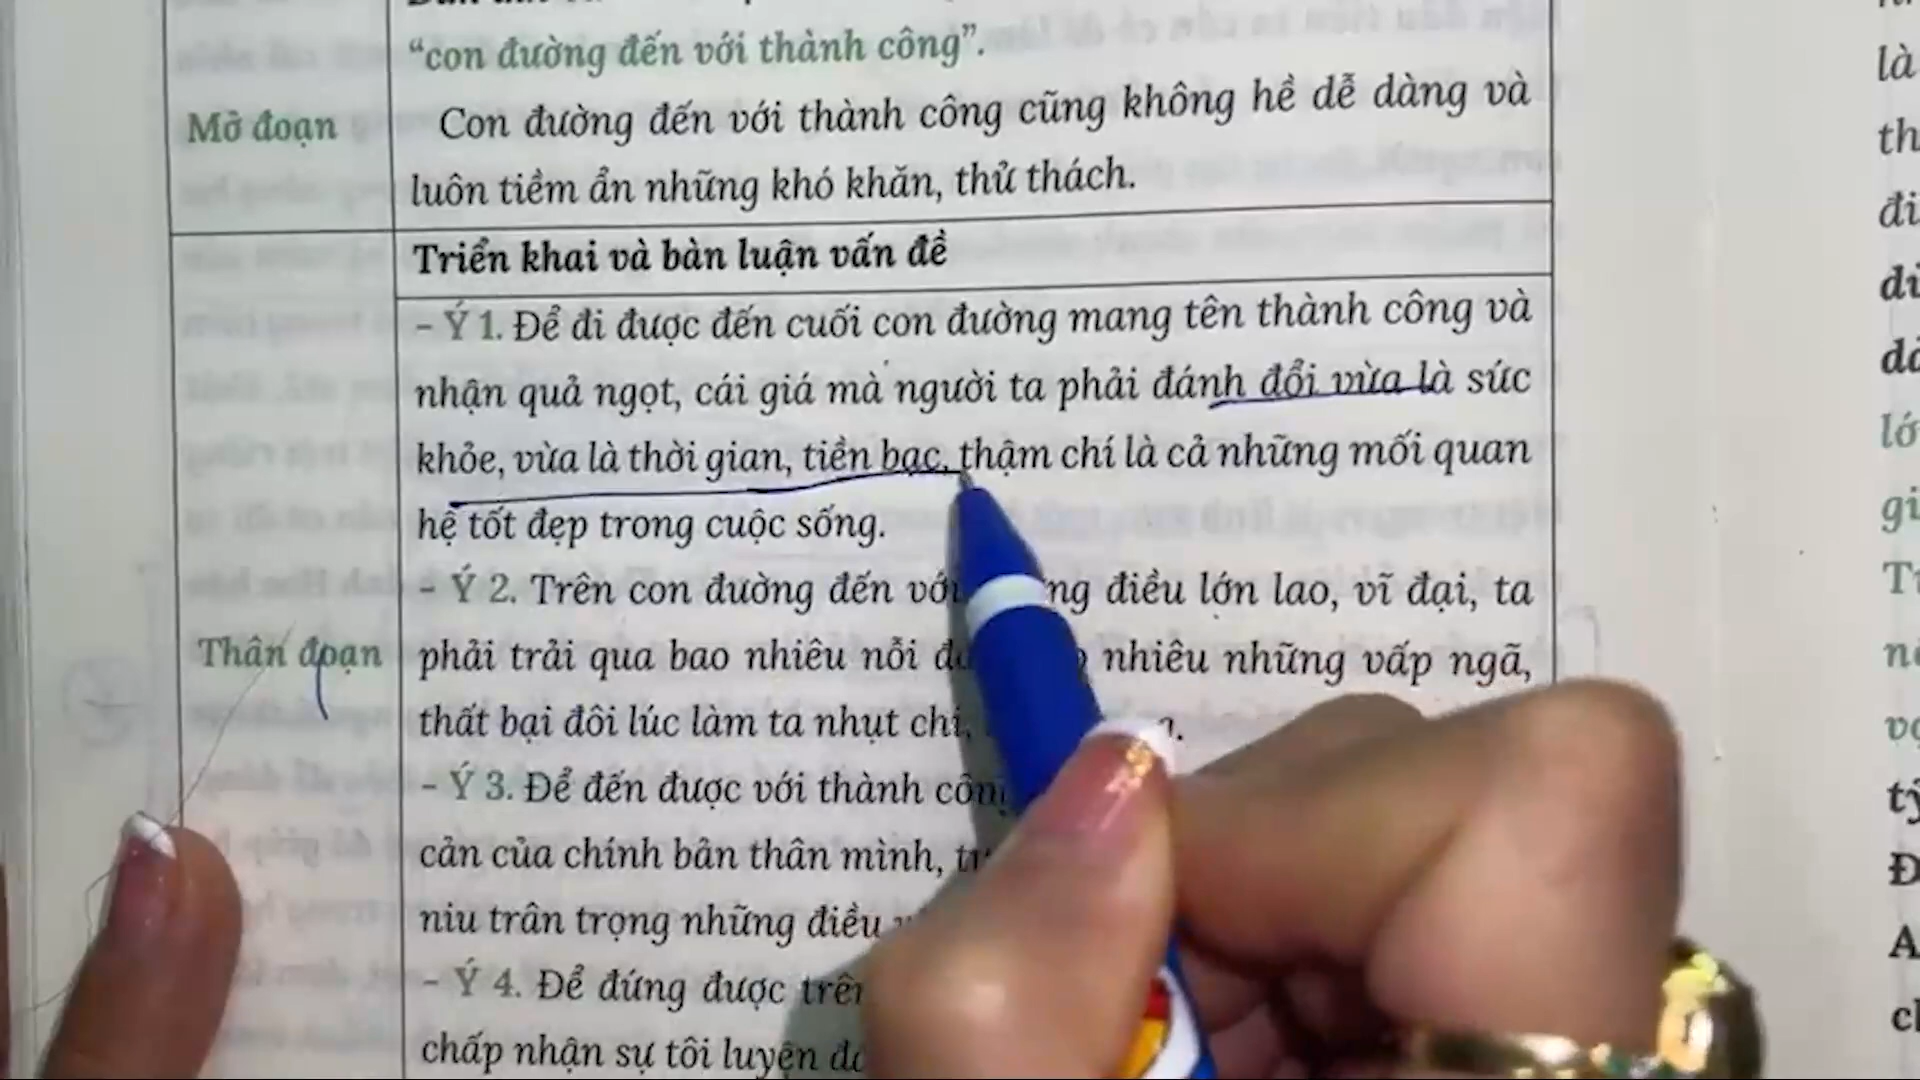 “con đường đến với thành công”.
Mở đoạn
Con đường đến với thành công cũng không hề dễ dàng và
luôn tiềm ẩn những khó khăn, thử thách.
Triển khai và bàn luận vấn đề
Thân đoạn
- Ý 1. Để đi được đến cuối con đường mang tên thành công và
nhận quả ngọt, cái giá mà người ta phải đánh đổi vừa là sức
khỏe, vừa là thời gian, tiền bạc, thậm chí là cả những mối quan
hệ tốt đẹp trong cuộc sống.
- Ý 2. Trên con đường đến với điều lớn lao, vĩ đại, ta
phải trải qua bao nhiêu nỗi nhiêu những vấp ngã,
thất bại đôi lúc làm ta nhụt chí,
- Ý 3. Để đến được với thành công
cản của chính bản thân mình,
niu trân trọng những điều
- Ý 4. Để đứng được trên
chấp nhận sự tôi luyện
là
th
đi
lớ
gi